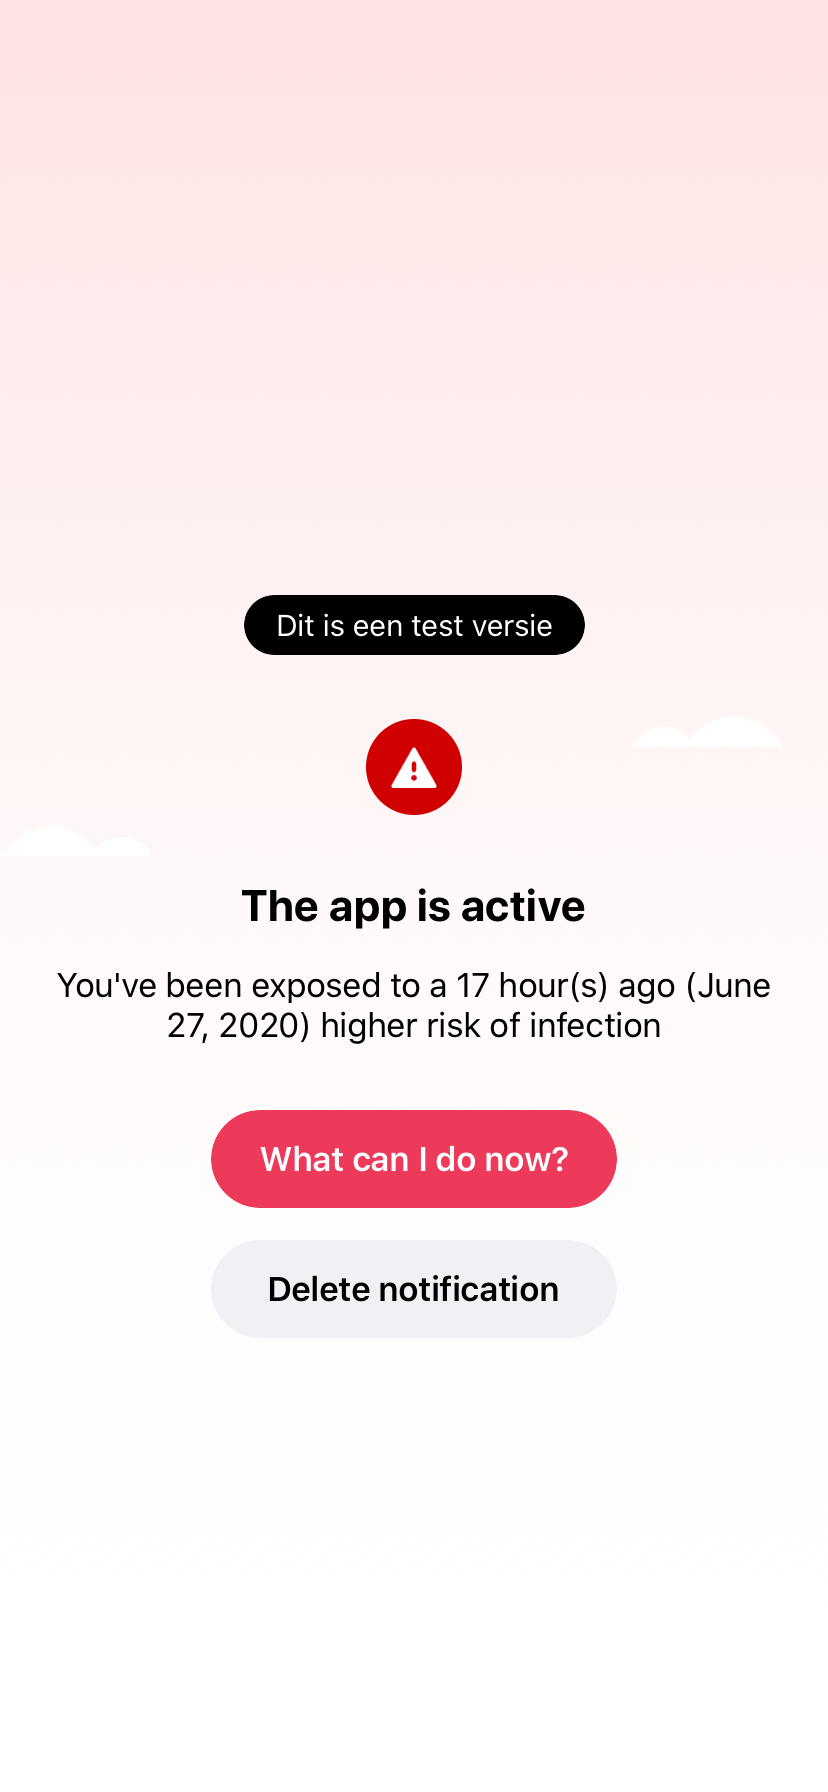 Dit is een test versie
The app is active
You've been exposed to a 17 hour(s) ago (June
27, 2020) higher risk of infection
What can I do now?
Delete notification